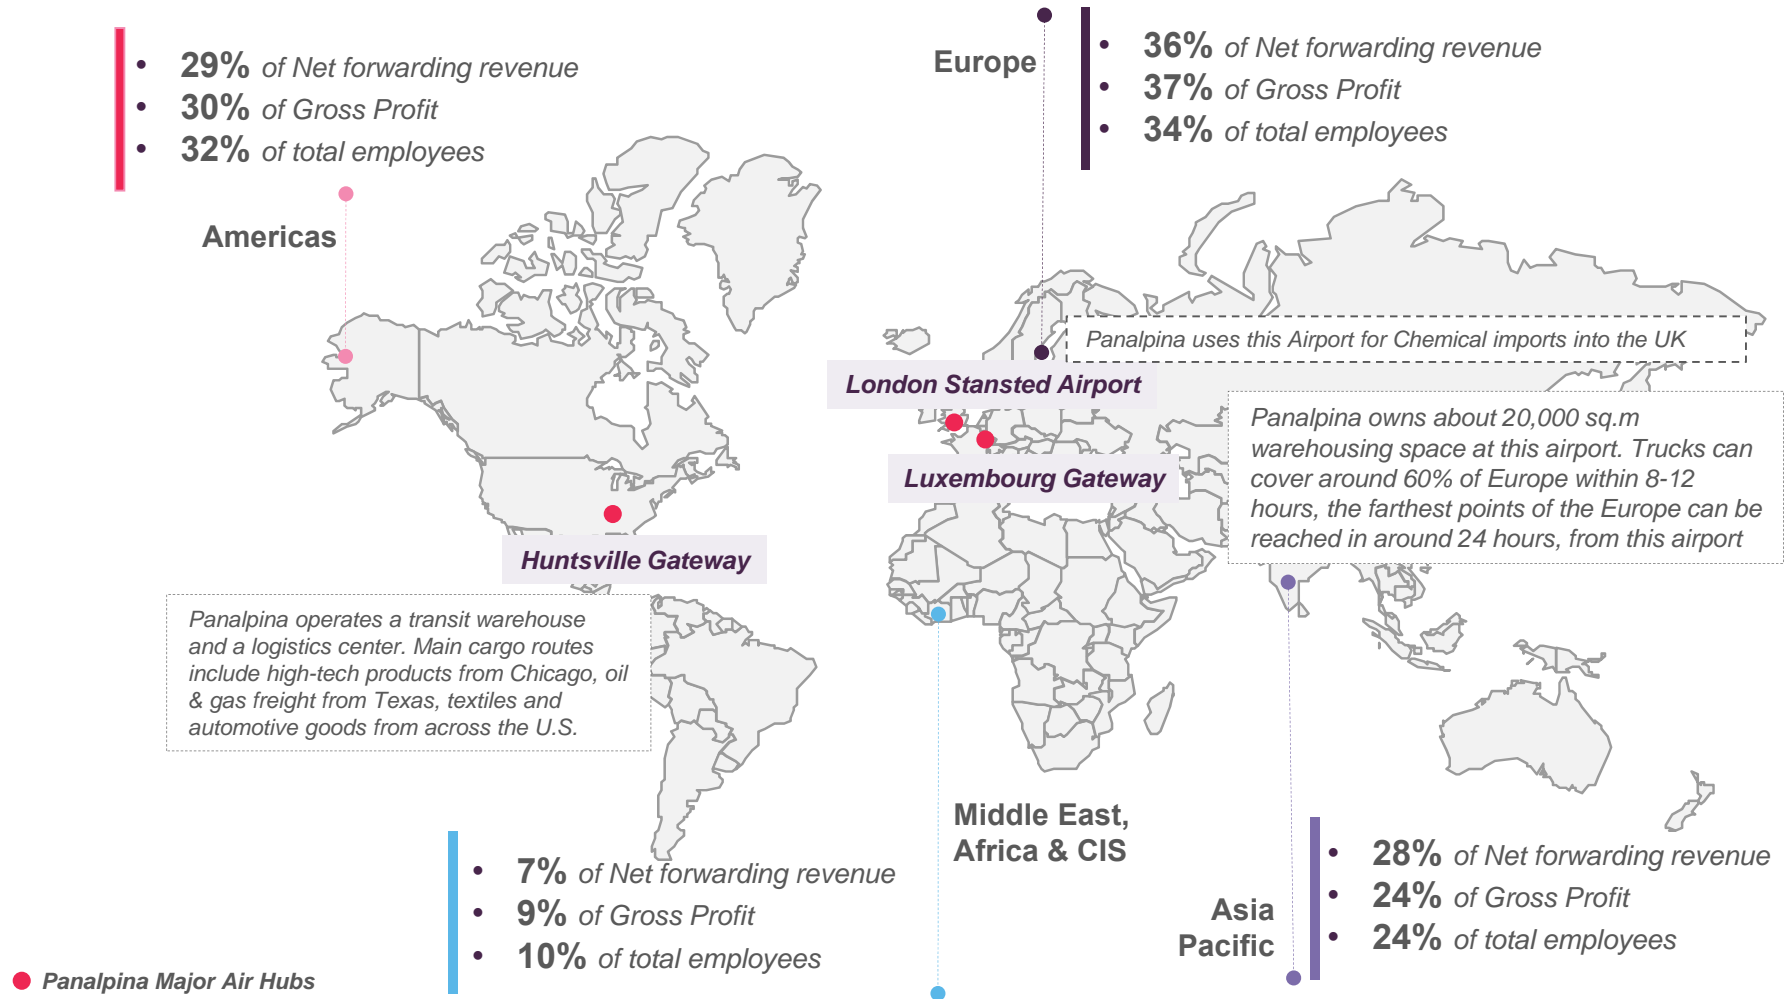 • 29% of Net forwarding revenue
• 30% of Gross Profit
• 32% of total employees
Americas
Europe
• 36% of Net forwarding revenue
• 37% of Gross Profit
• 34% of total employees
Panalpina uses this Airport for Chemical imports into the UK
London Stansted Airport
Luxembourg Gateway
Panalpina owns about 20,000 sq.m
warehousing space at this airport. Trucks can
cover around 60% of Europe within 8-12
hours, the farthest points of the Europe can be
reached in around 24 hours, from this airport
Huntsville Gateway
Panalpina operates a transit warehouse
and a logistics center. Main cargo routes
include high-tech products from Chicago, oil
& gas freight from Texas, textiles and
automotive goods from across the U.S.
Middle East,
Africa & CIS
• 7% of Net forwarding revenue
• 9% of Gross Profit
• 10% of total employees
Asia
Pacific
• 28% of Net forwarding revenue
• 24% of Gross Profit
• 24% of total employees
Panalpina Major Air Hubs